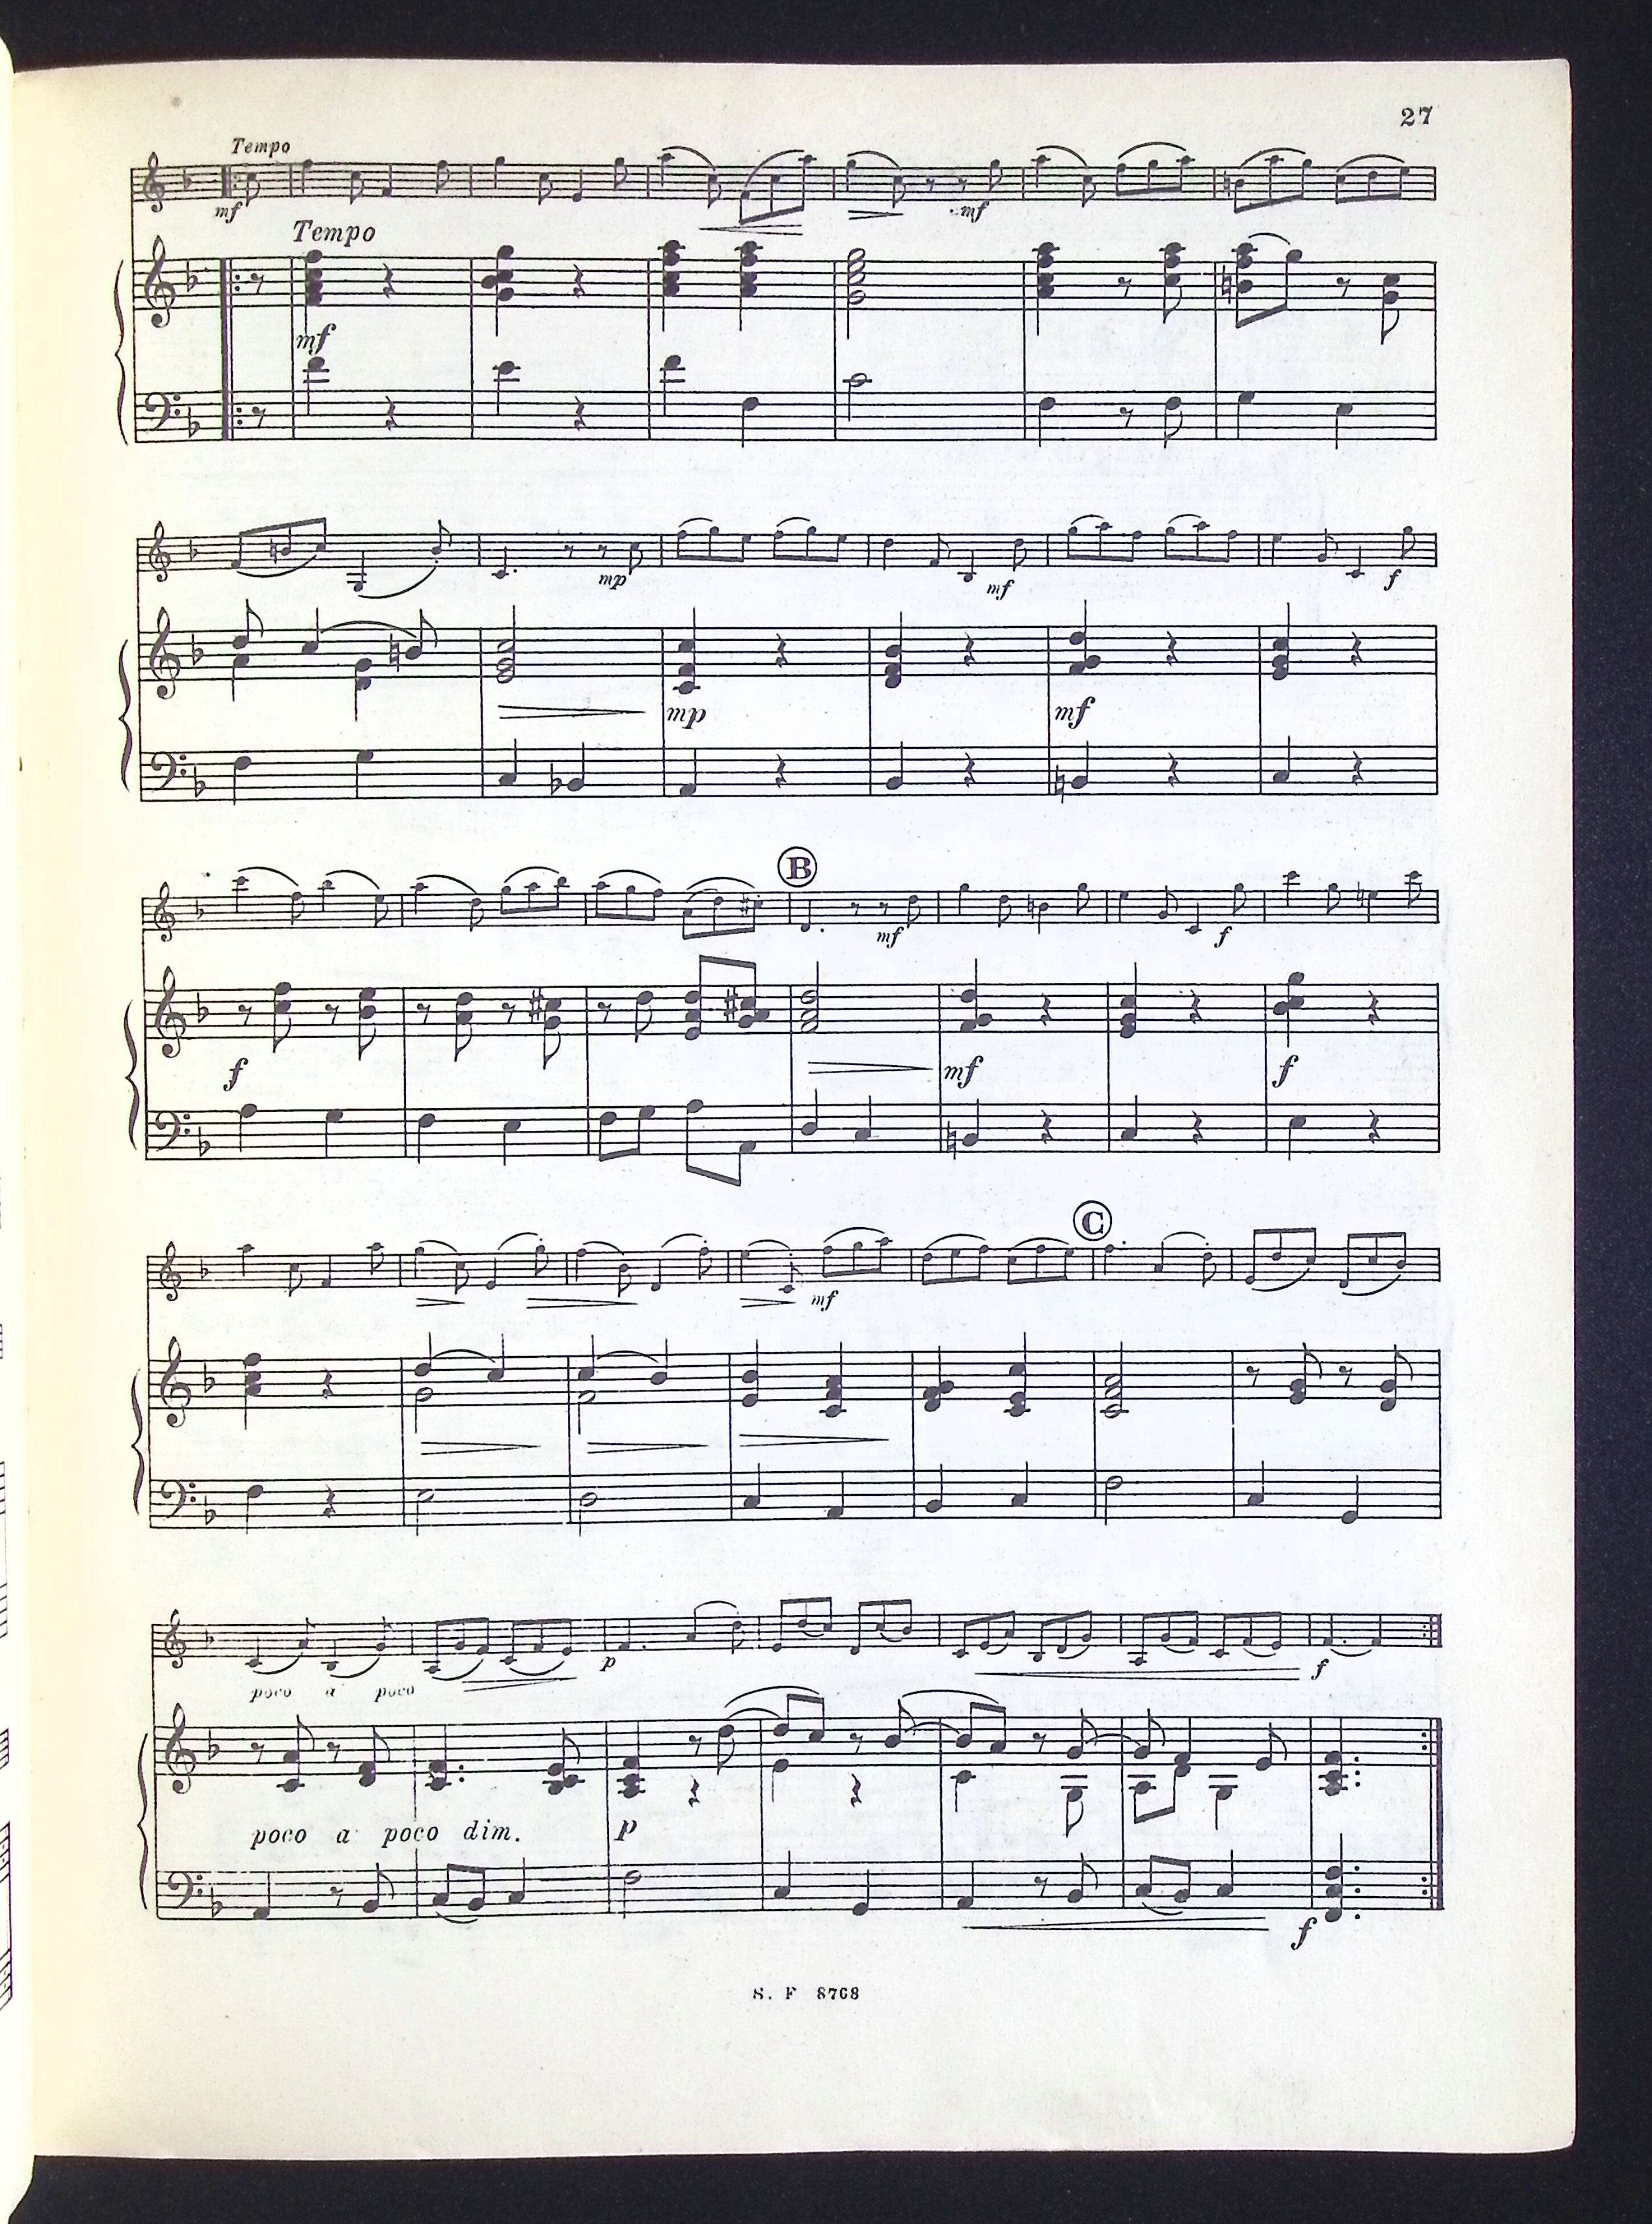 27
Tempo
mf mf
Tempo
mf
mp mf f
mp mf
B
mf f
f mf f
C
mf
p f
poco a poco
poco a poco dim. p
f
S. F 8768